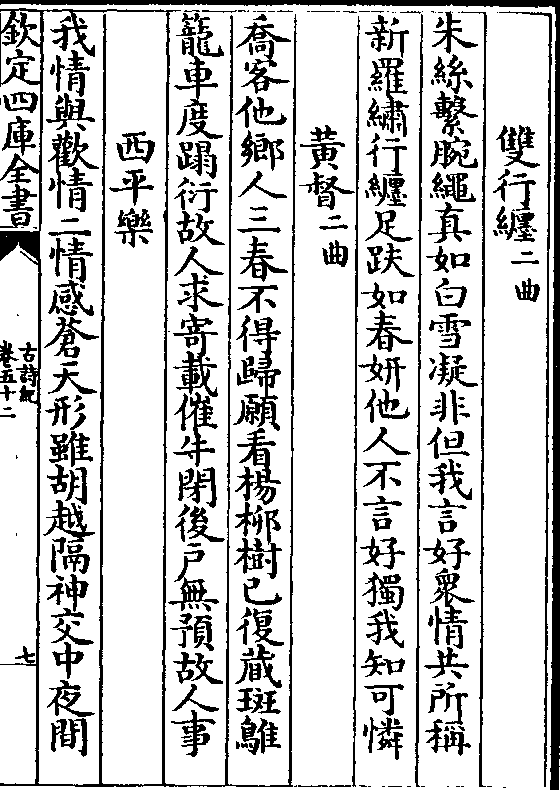 雙行纏二曲
朱絲繫腕繩真如白雪凝非但我言好衆情共所稱
新羅繡行纏足趺如春妍他人不言好獨我知可憐
黄督二曲
喬客他鄉人三春不得歸願看楊柳樹已復蔵斑鵻
籠車度蹋衍故人求寄載催牛閉後户無預故人事
西平樂
我情與歡情二情感蒼天形雖胡越隔神交中夜間
欽定四庫全書
古詩紀
卷五十二
七